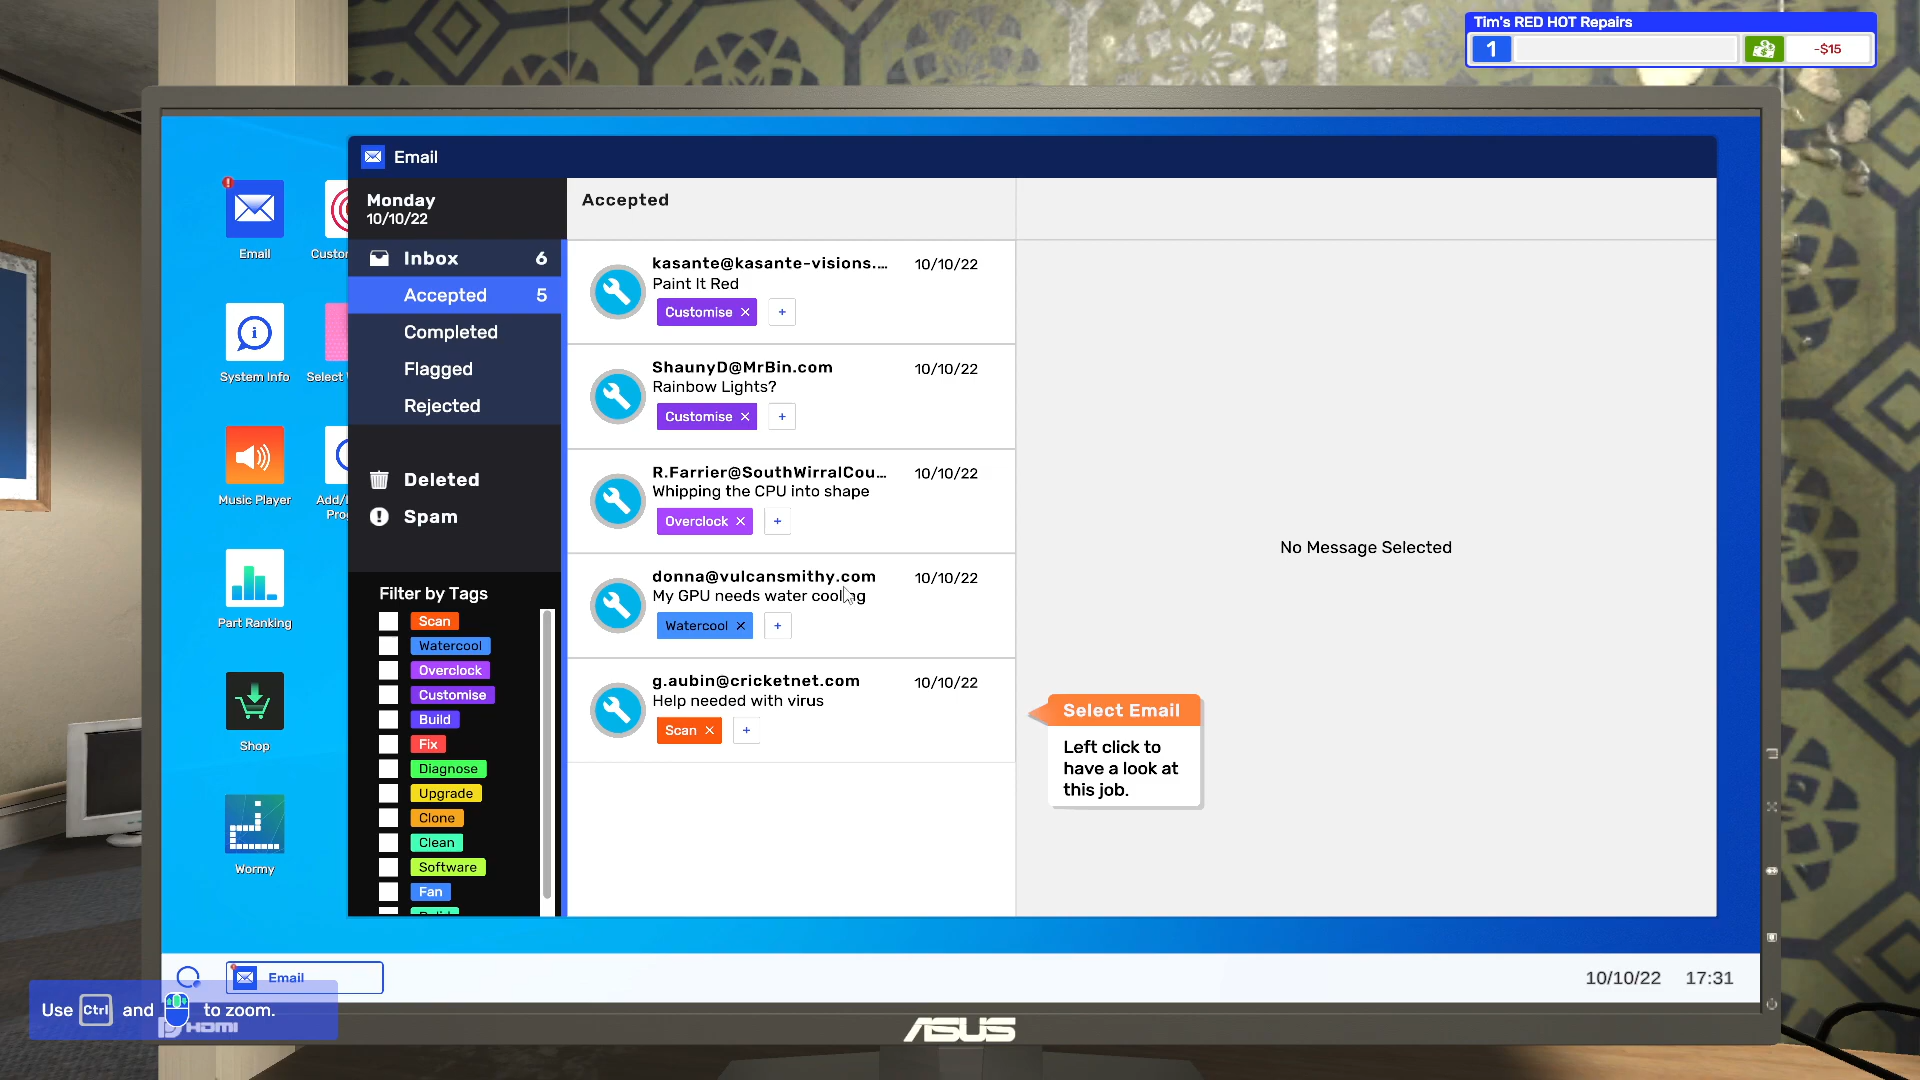 Tim's RED HOT Repairs
1
-$15
Email
Monday
10/10/22
Inbox 6
Accepted 5
Completed
Flagged
Rejected
Deleted
Spam
Filter by Tags
Scan
Watercool
Overclock
Customise
Build
Fix
Diagnose
Upgrade
Clone
Clean
Software
Fan
Accepted
kasante@kasante-visions.... 10/10/22
Paint It Red
Customise × +
ShaunyD@MrBin.com 10/10/22
Rainbow Lights?
Customise × +
R.Farrier@SouthWirralCou... 10/10/22
Whipping the CPU into shape
Overclock × +
donna@vulcansmithy.com 10/10/22
My GPU needs water cooling
Watercool × +
g.aubin@cricketnet.com 10/10/22
Help needed with virus
Scan × +
No Message Selected
Select Email
Left click to
have a look at
this job.
Email
Custo
System Info
Select
Music Player
Add/
Pro
Part Ranking
Shop
Wormy
Email
10/10/22 17:31
Use Ctrl and to zoom.
HDMI
ASUS